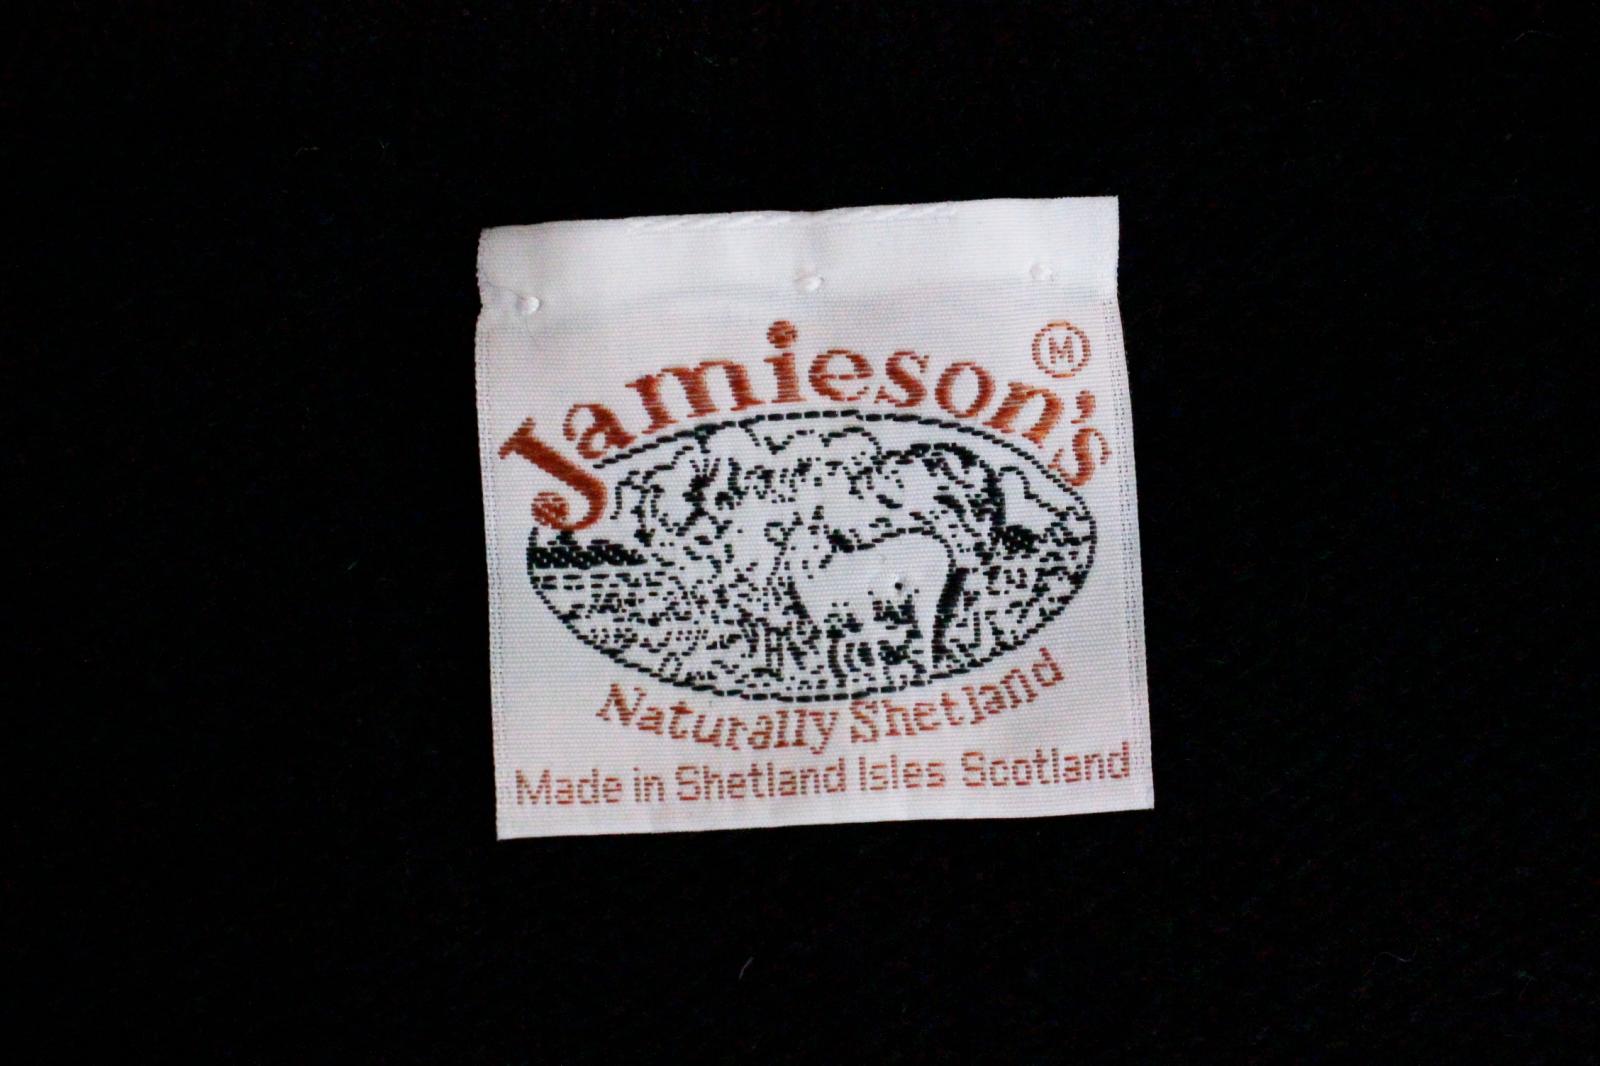 Jamieson's Ⓜ
Naturally Shetland
Made in Shetland Isles Scotland